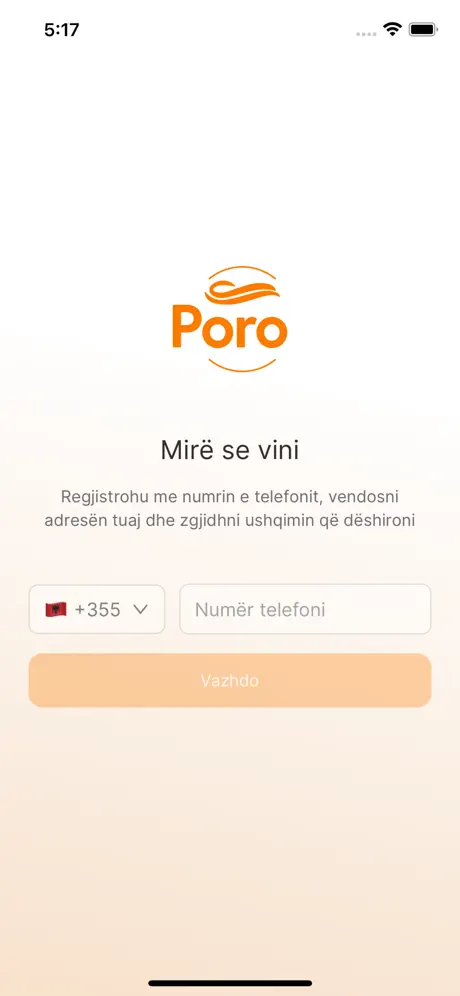 5:17
Poro
Mirë se vini
Regjistrohu me numrin e telefonit, vendosni
adresën tuaj dhe zgjidhni ushqimin që dëshironi
+355
Numër telefoni
Vazhdo